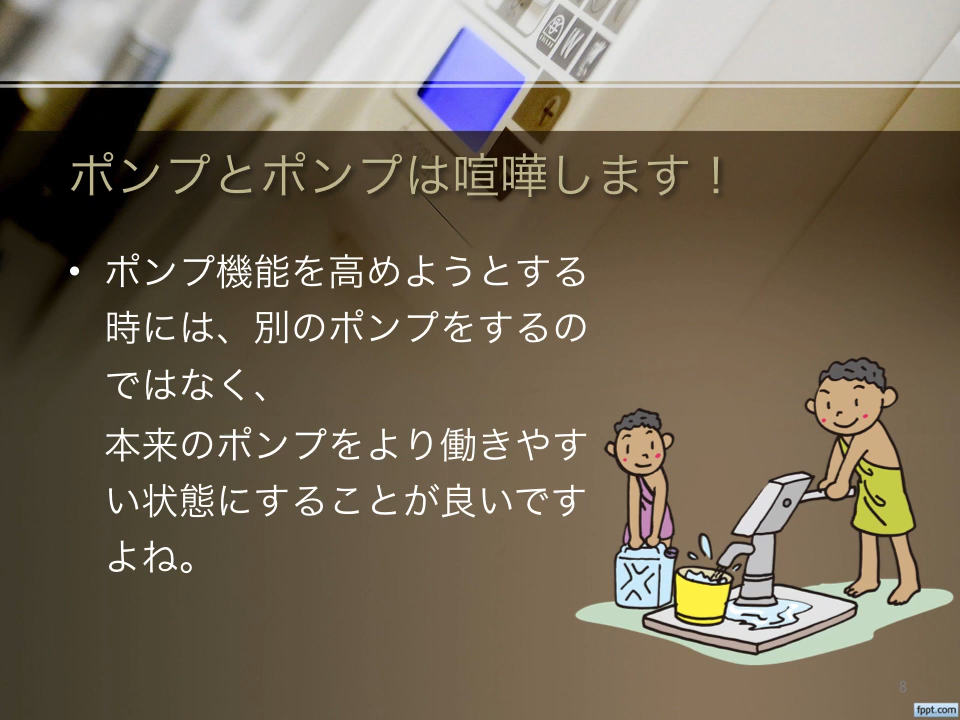 ポンプとポンプは喧嘩します！
• ポンプ機能を高めようとする
時には、別のポンプをするの
ではなく、
本来のポンプをより働きやす
い状態にすることが良いです
よね。
8
fppt.com